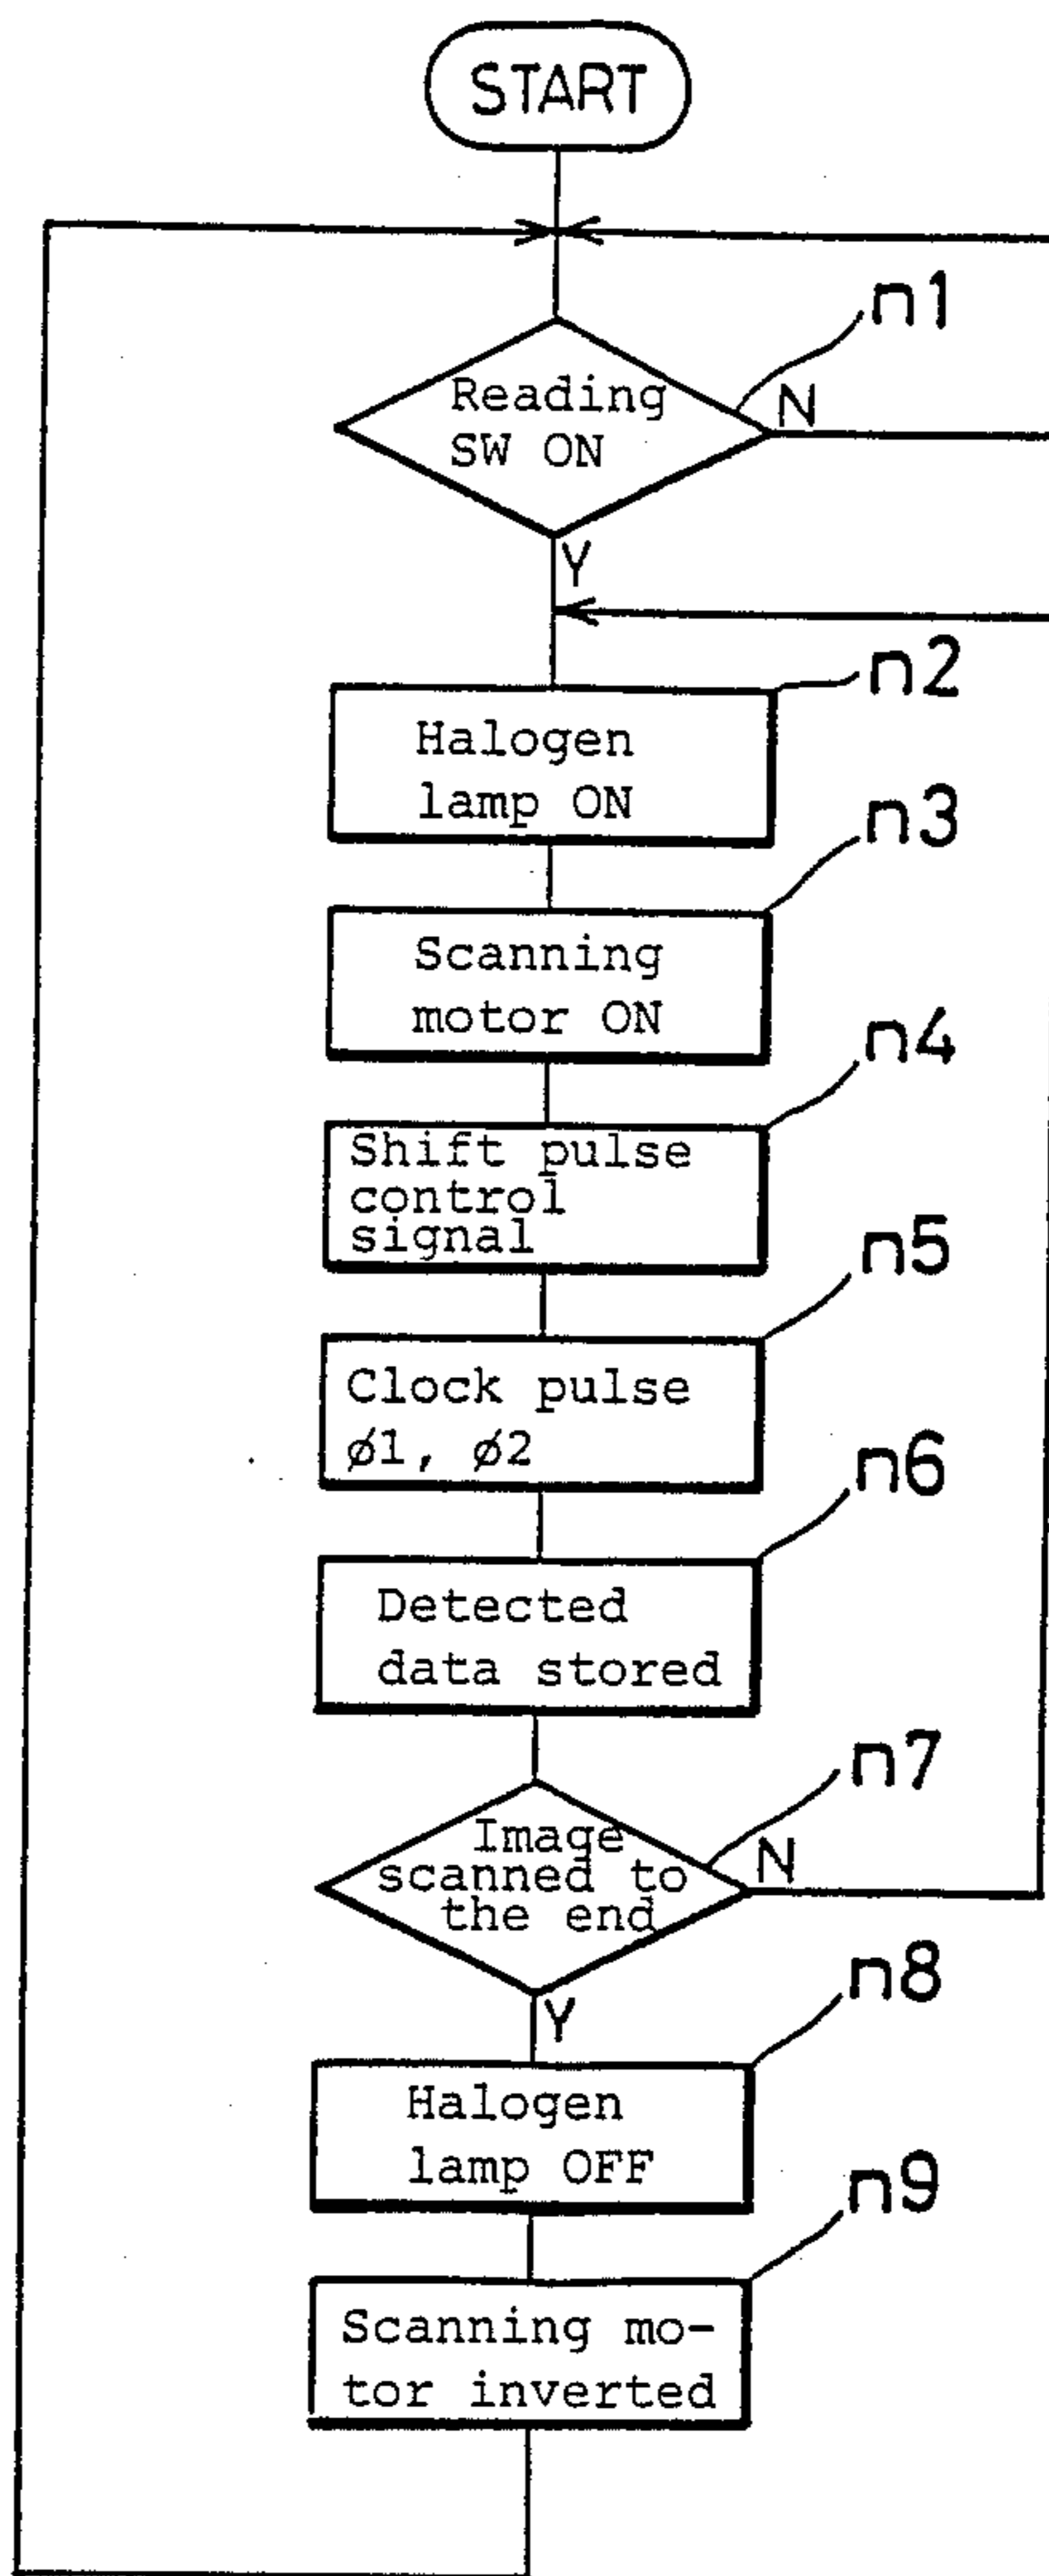 START
n1
Reading
SW ON
N
Y
n2
Halogen
lamp ON
n3
Scanning
motor ON
n4
Shift pulse
control
signal
n5
Clock pulse
ø1, ø2
n6
Detected
data stored
n7
Image
scanned to
the end
N
Y
n8
Halogen
lamp OFF
n9
Scanning mo-
tor inverted